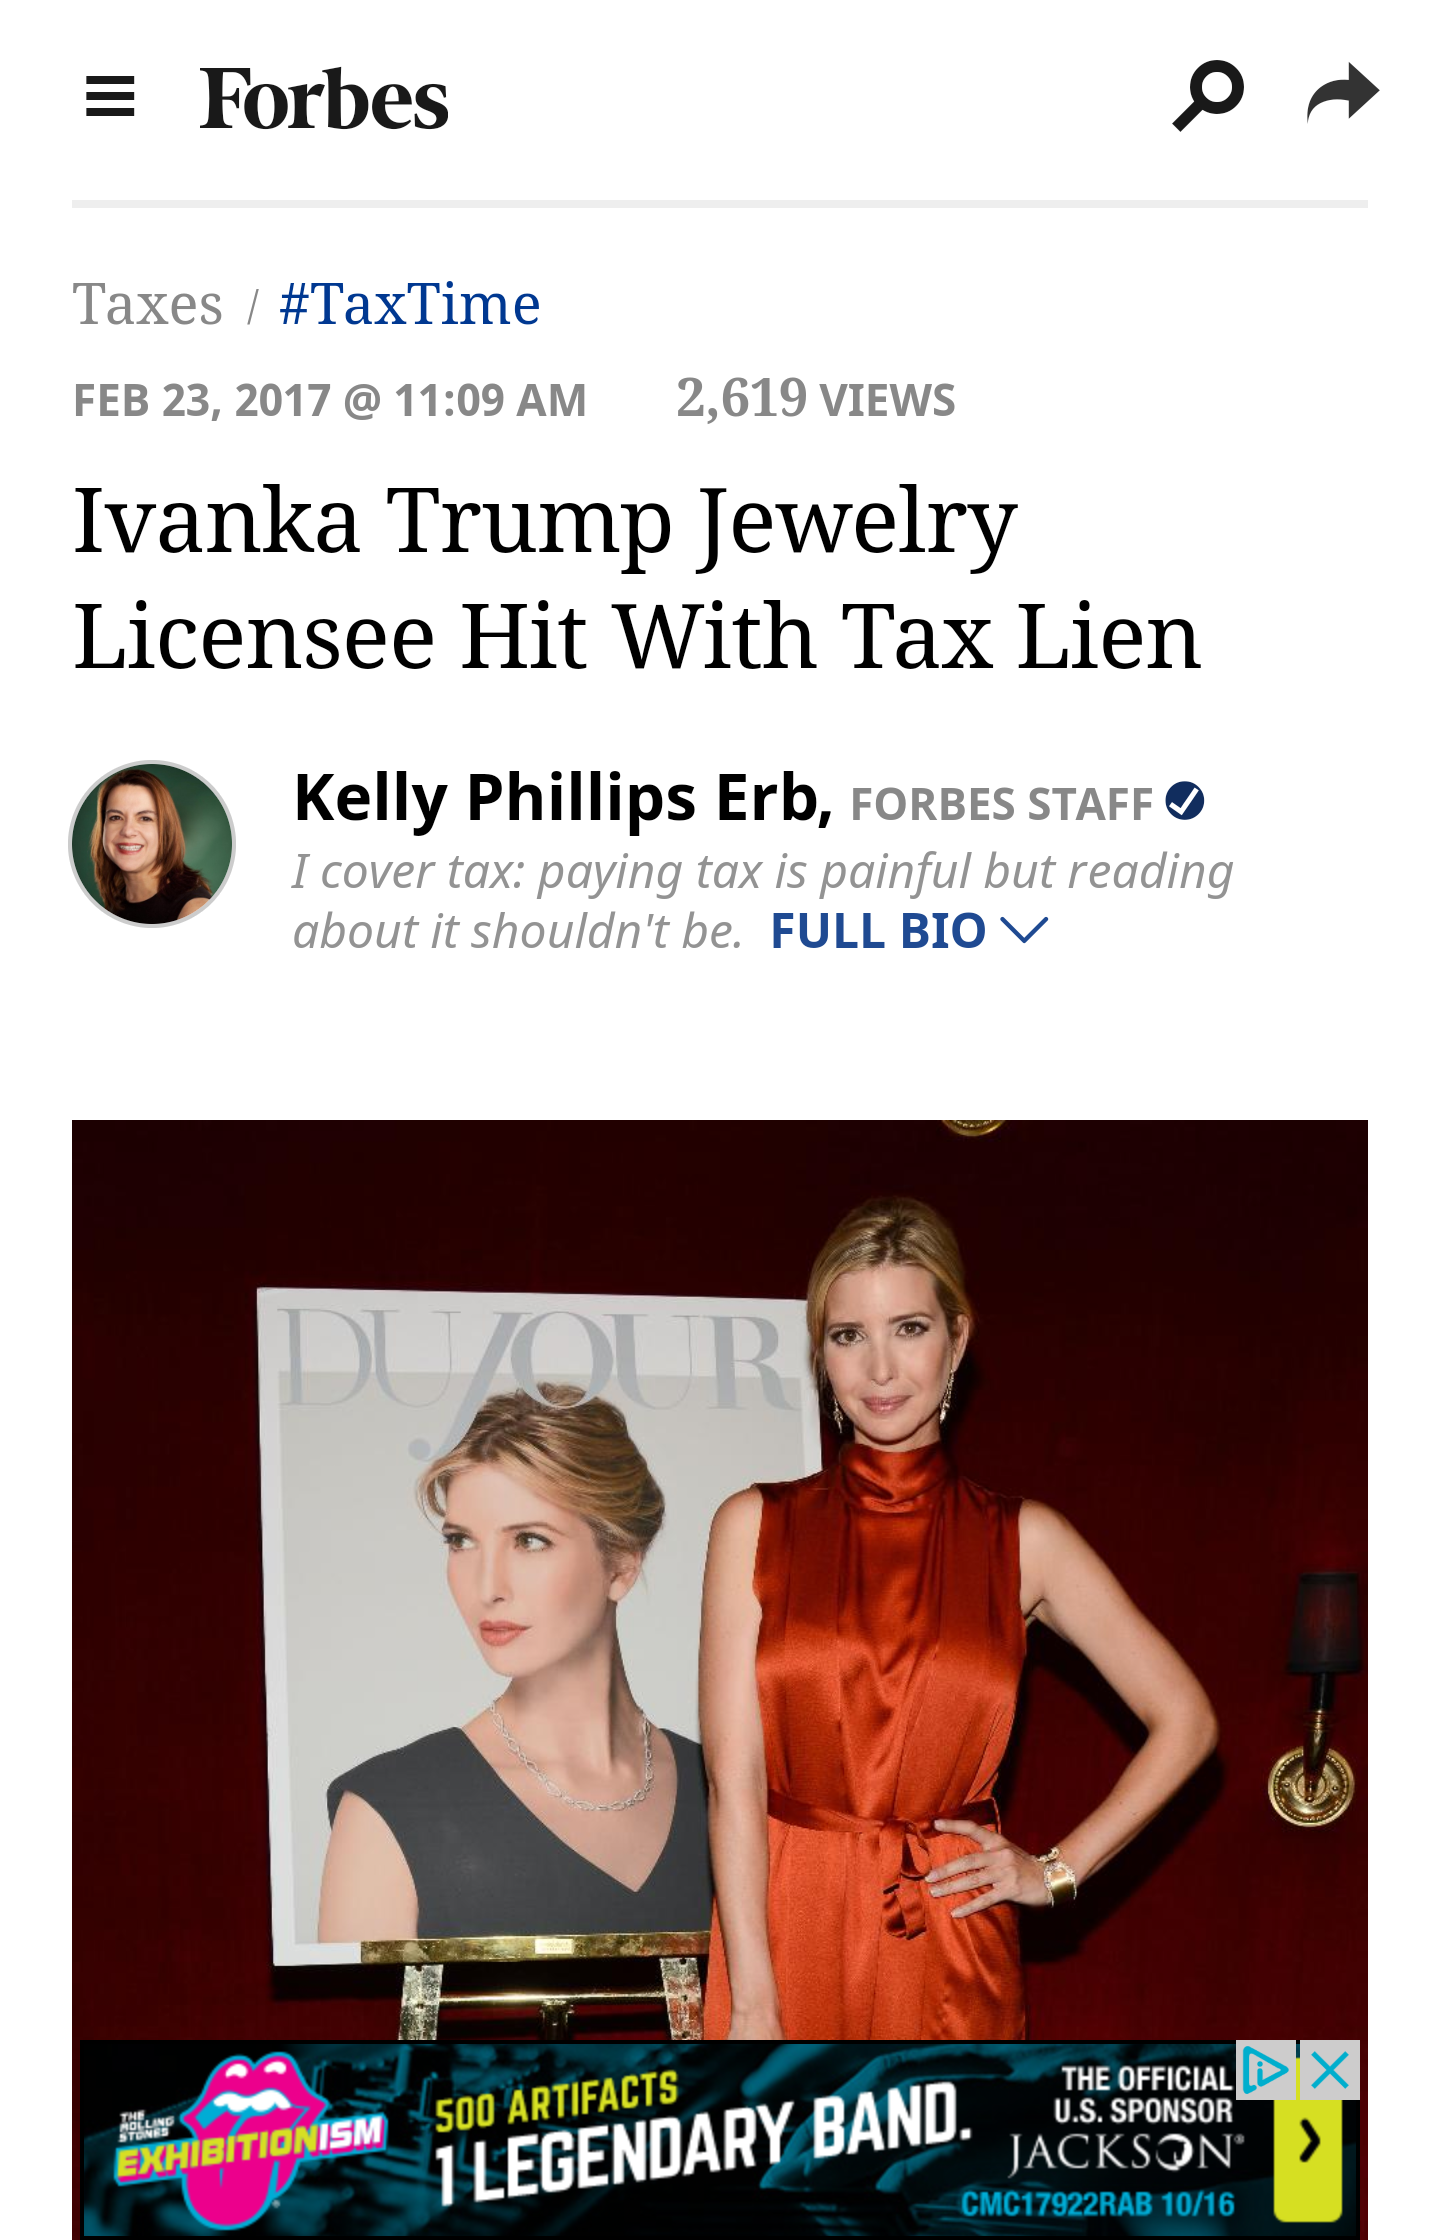 Forbes
Taxes / #TaxTime
FEB 23, 2017 @ 11:09 AM 2,619 VIEWS
Ivanka Trump Jewelry
Licensee Hit With Tax Lien
Kelly Phillips Erb, FORBES STAFF
I cover tax: paying tax is painful but reading
about it shouldn't be. FULL BIO
DUJOUR
THE
ROLLING
STONES
EXHIBITIONISM
500 ARTIFACTS
1 LEGENDARY BAND.
THE OFFICIAL
U.S. SPONSOR
JACKSON®
CMC17922RAB 10/16